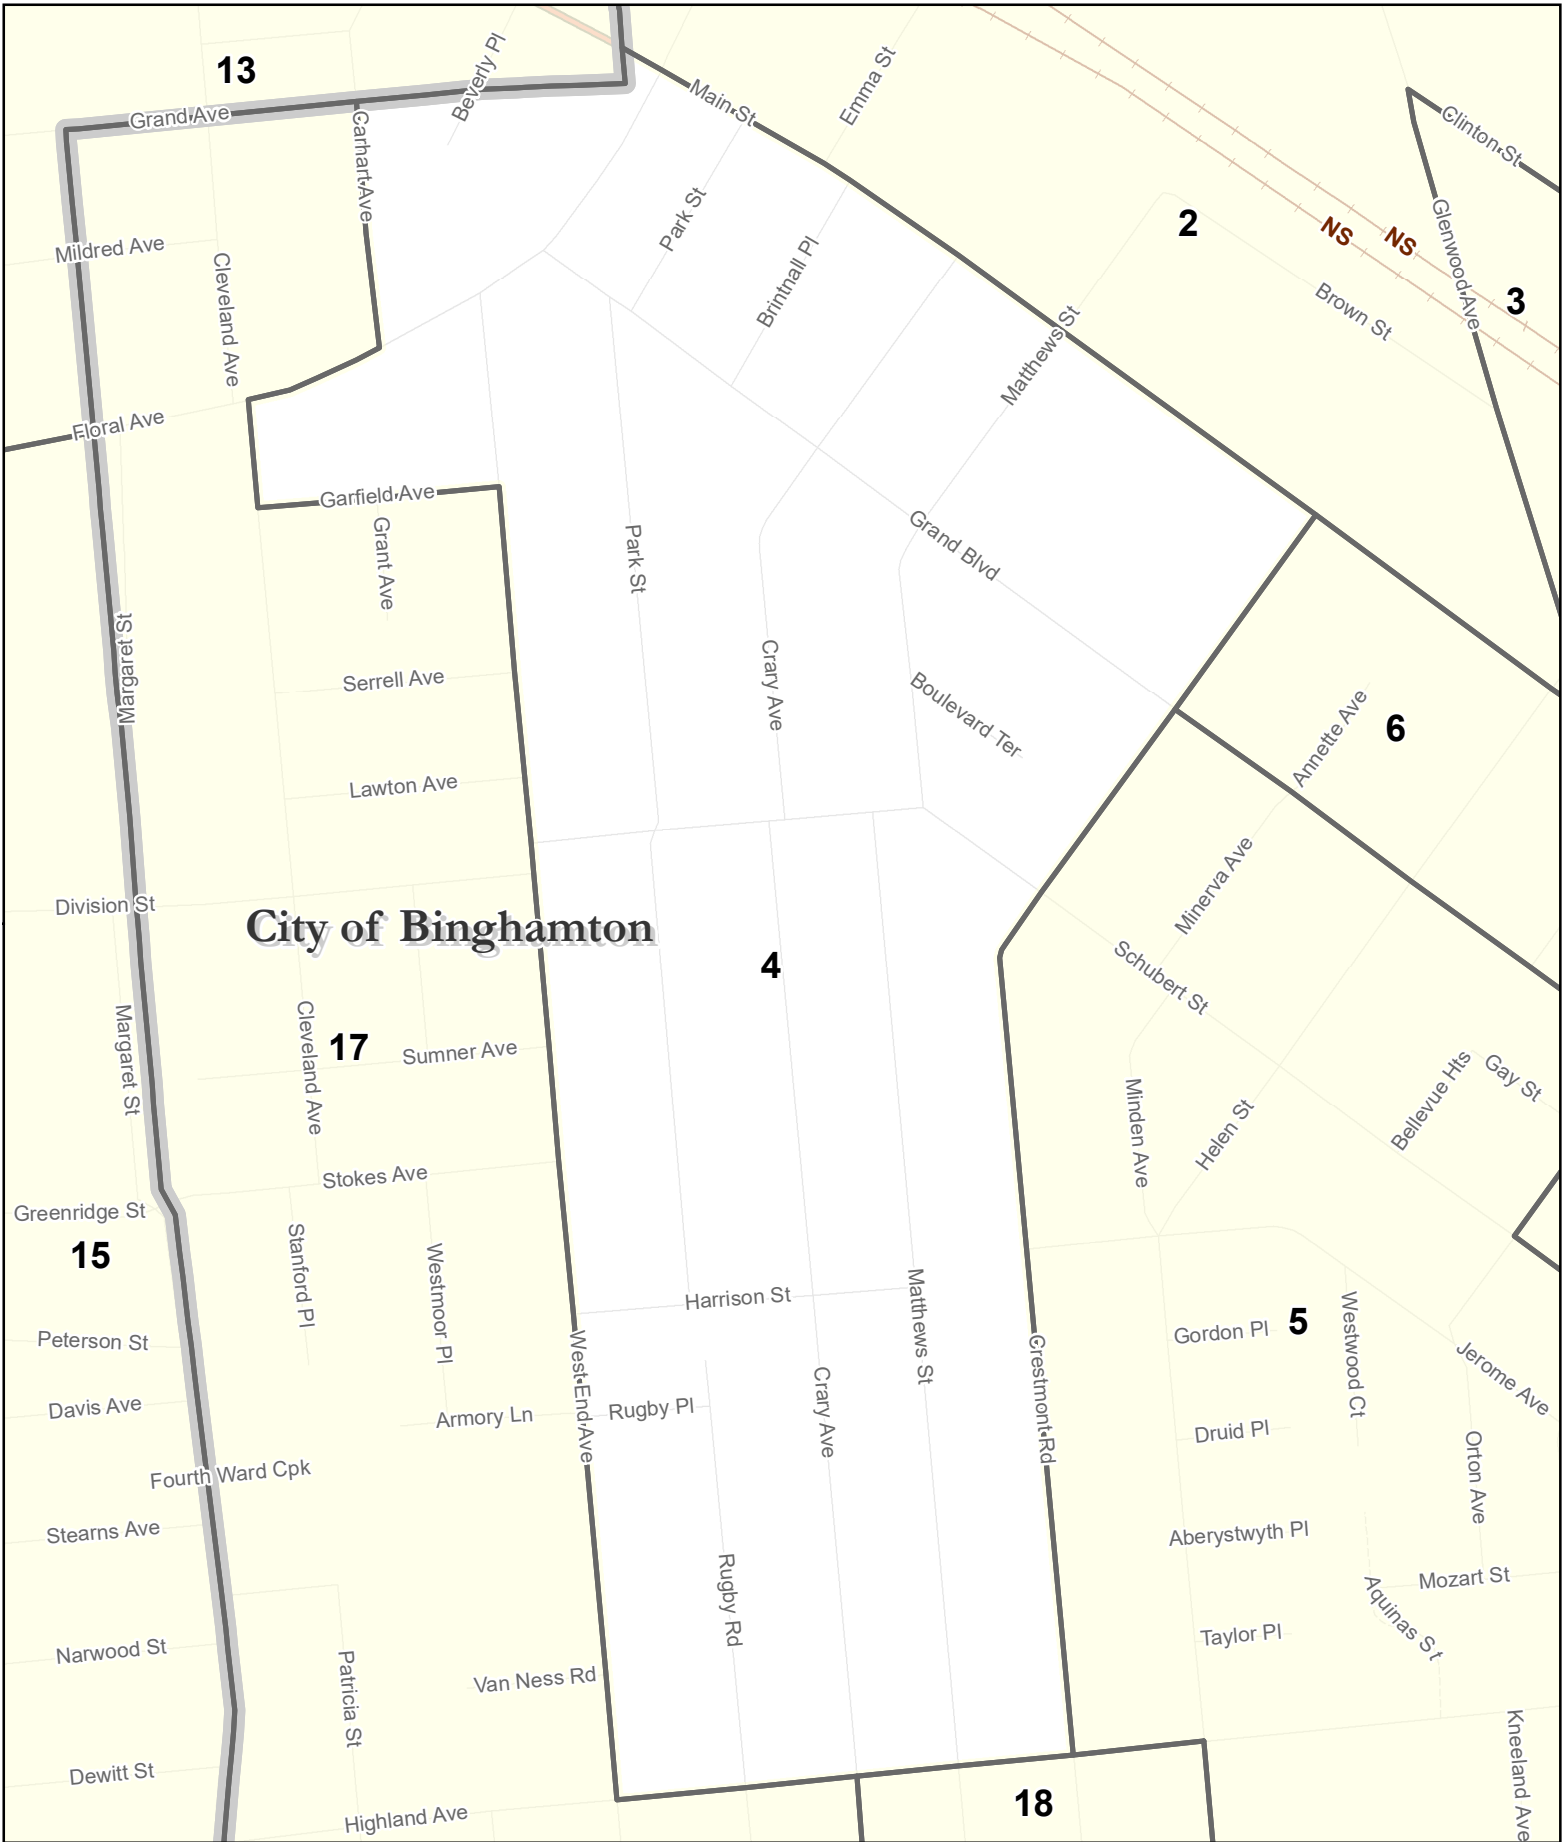 13
Beverly Pl
Grand Ave
Carhart Ave
Main St
Emma St
Clinton St
Park St
Brintnall Pl
2
NS
NS
Glenwood Ave
3
Mildred Ave
Cleveland Ave
Matthews St
Brown St
Floral Ave
Garfield Ave
Grant Ave
Park St
Grand Blvd
Margaret St
Serrell Ave
Crary Ave
Boulevard Ter
Annette Ave
6
Lawton Ave
Minerva Ave
Division St
City of Binghamton
4
Schubert St
Margaret St
Cleveland Ave
17
Sumner Ave
Minden Ave
Helen St
Bellevue Hts
Gay St
Stokes Ave
Greenridge St
15
Stanford Pl
Westmoor Pl
Harrison St
Matthews St
Gordon Pl
5
Westwood Ct
Jerome Ave
Peterson St
West End Ave
Crestmont Rd
Davis Ave
Armory Ln
Rugby Pl
Crary Ave
Druid Pl
Orton Ave
Fourth Ward Cpk
Stearns Ave
Aberystwyth Pl
Rugby Rd
Aquinas St
Mozart St
Narwood St
Taylor Pl
Patricia St
Van Ness Rd
Kneeland Ave
Dewitt St
Highland Ave
18